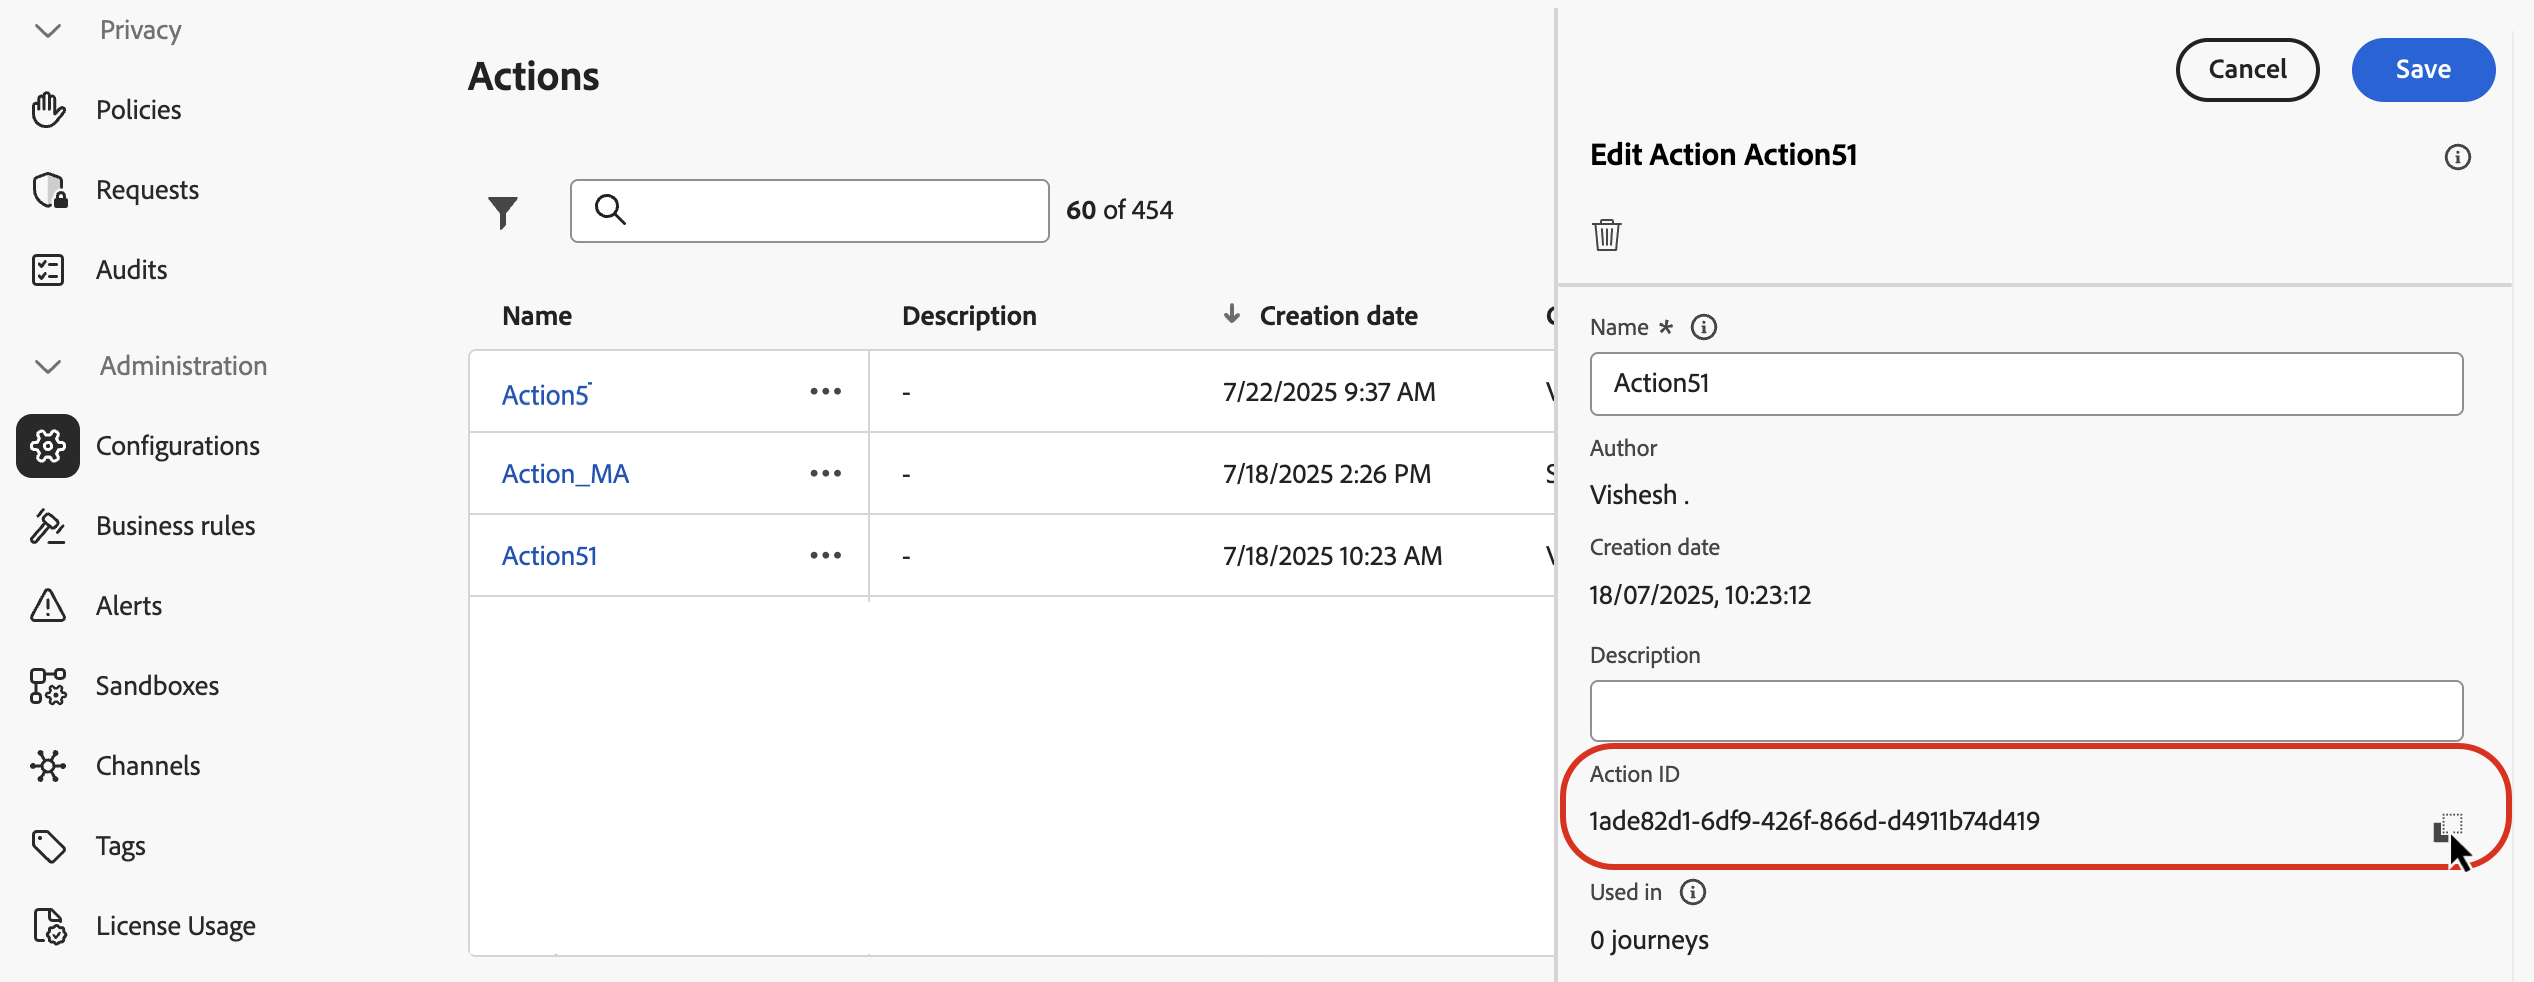 Privacy
Policies
Requests
Audits
Administration
Configurations
Business rules
Alerts
Sandboxes
Channels
Tags
License Usage
Actions
60 of 454
Name Description Creation date
Action5 - 7/22/2025 9:37 AM
Action_MA - 7/18/2025 2:26 PM
Action51 - 7/18/2025 10:23 AM
Cancel Save
Edit Action Action51
Name *
Action51
Author
Vishesh .
Creation date
18/07/2025, 10:23:12
Description
Action ID
1ade82d1-6df9-426f-866d-d4911b74d419
Used in
0 journeys